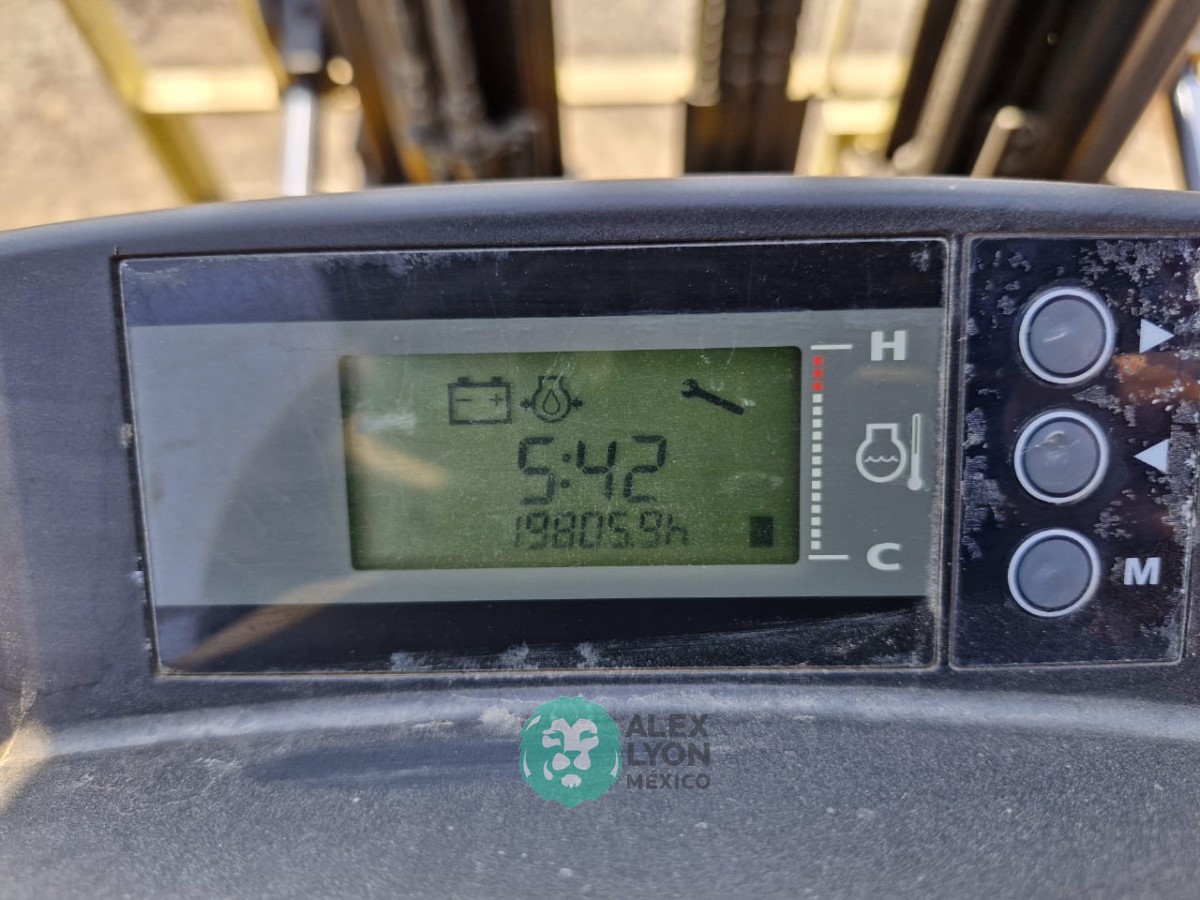 H
5:42
19805.9h
C
M
ALEX
LYON
MÉXICO